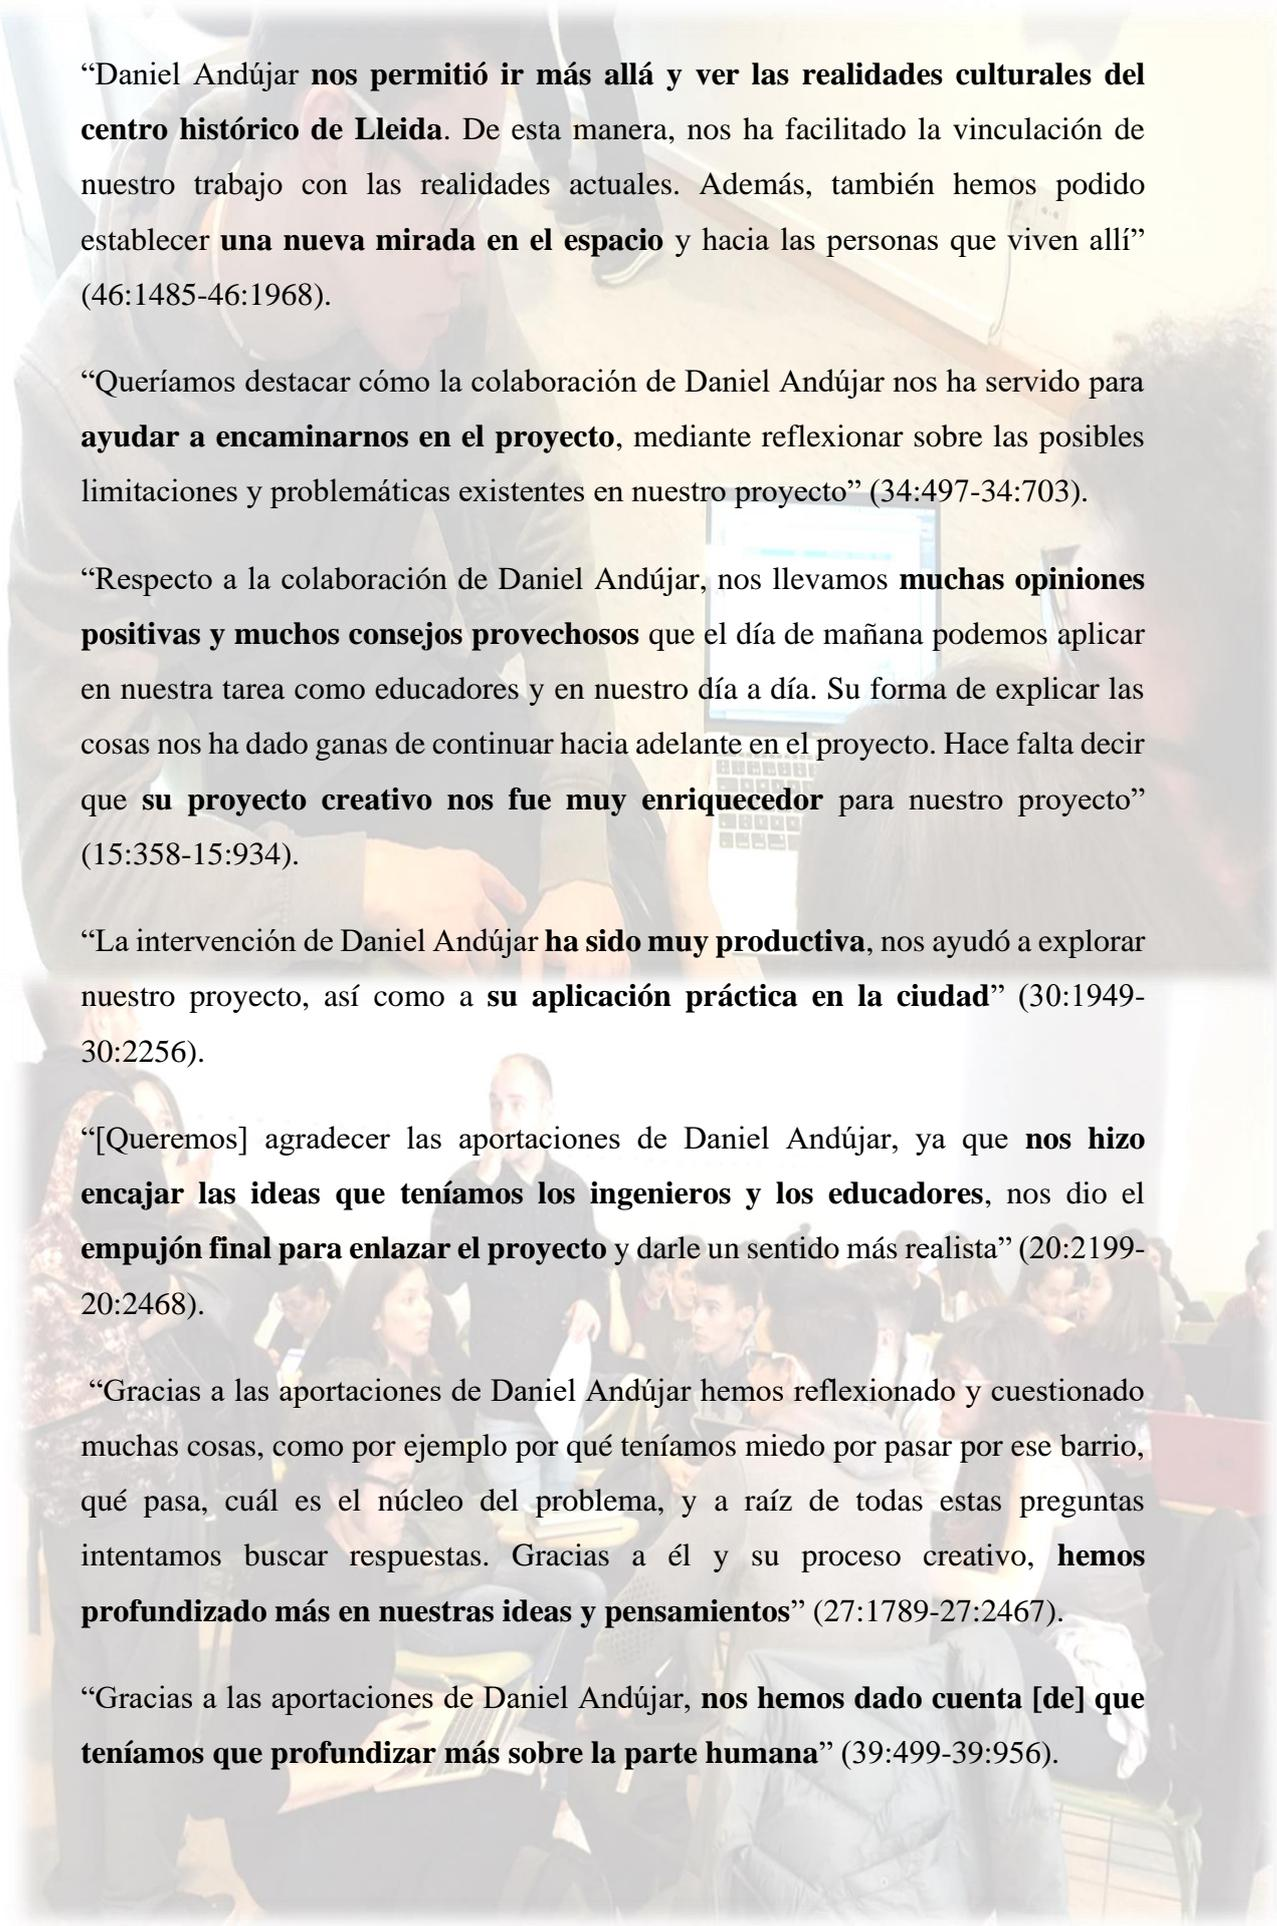 “Daniel Andújar nos permitió ir más allá y ver las realidades culturales del
centro histórico de Lleida. De esta manera, nos ha facilitado la vinculación de
nuestro trabajo con las realidades actuales. Además, también hemos podido
establecer una nueva mirada en el espacio y hacia las personas que viven allí”
(46:1485-46:1968).
“Queríamos destacar cómo la colaboración de Daniel Andújar nos ha servido para
ayudar a encaminarnos en el proyecto, mediante reflexionar sobre las posibles
limitaciones y problemáticas existentes en nuestro proyecto” (34:497-34:703).
“Respecto a la colaboración de Daniel Andújar, nos llevamos muchas opiniones
positivas y muchos consejos provechosos que el día de mañana podemos aplicar
en nuestra tarea como educadores y en nuestro día a día. Su forma de explicar las
cosas nos ha dado ganas de continuar hacia adelante en el proyecto. Hace falta decir
que su proyecto creativo nos fue muy enriquecedor para nuestro proyecto”
(15:358-15:934).
“La intervención de Daniel Andújar ha sido muy productiva, nos ayudó a explorar
nuestro proyecto, así como a su aplicación práctica en la ciudad” (30:1949-
30:2256).
“[Queremos] agradecer las aportaciones de Daniel Andújar, ya que nos hizo
encajar las ideas que teníamos los ingenieros y los educadores, nos dio el
empujón final para enlazar el proyecto y darle un sentido más realista” (20:2199-
20:2468).
“Gracias a las aportaciones de Daniel Andújar hemos reflexionado y cuestionado
muchas cosas, como por ejemplo por qué teníamos miedo por pasar por ese barrio,
qué pasa, cuál es el núcleo del problema, y a raíz de todas estas preguntas
intentamos buscar respuestas. Gracias a él y su proceso creativo, hemos
profundizado más en nuestras ideas y pensamientos” (27:1789-27:2467).
“Gracias a las aportaciones de Daniel Andújar, nos hemos dado cuenta [de] que
teníamos que profundizar más sobre la parte humana” (39:499-39:956).